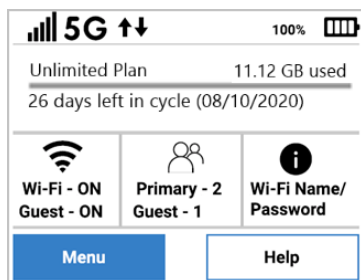 5G 100%
Unlimited Plan 11.12 GB used
26 days left in cycle (08/10/2020)
Wi-Fi - ON Primary - 2 Wi-Fi Name/
Guest - ON Guest - 1 Password
Menu Help